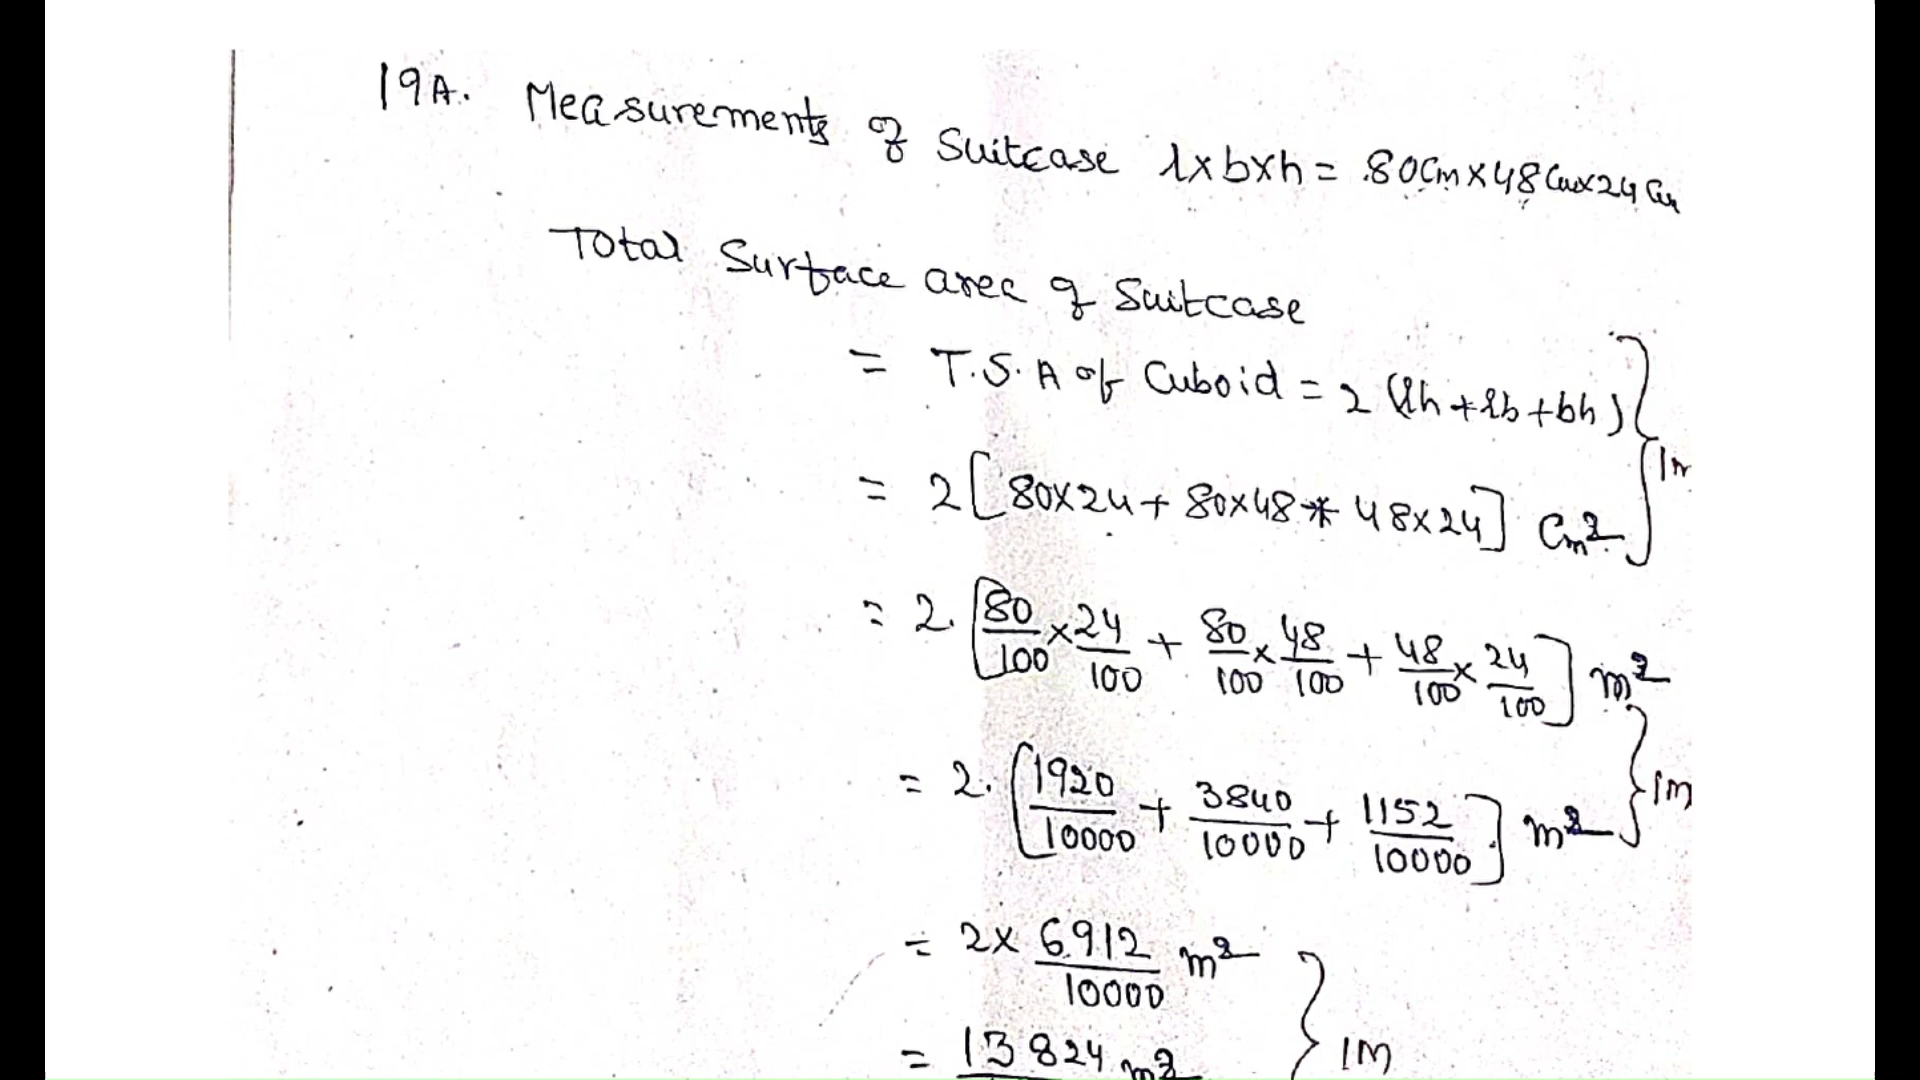 19A. Measurements of Suitcase l×b×h = 80Cm×48Cm×24Cm
Total Surface area of Suitcase
= T.S.A of Cuboid = 2 (lh+lb+bh)
= 2[80×24+80×48+48×24] Cm² 1m
= 2.[80/100×24/100 + 80/100×48/100 + 48/100×24/100] m²
= 2.[1920/10000 + 3840/10000 + 1152/10000] m² 1m
= 2× 6912/10000 m²
= 13824 m² 1m